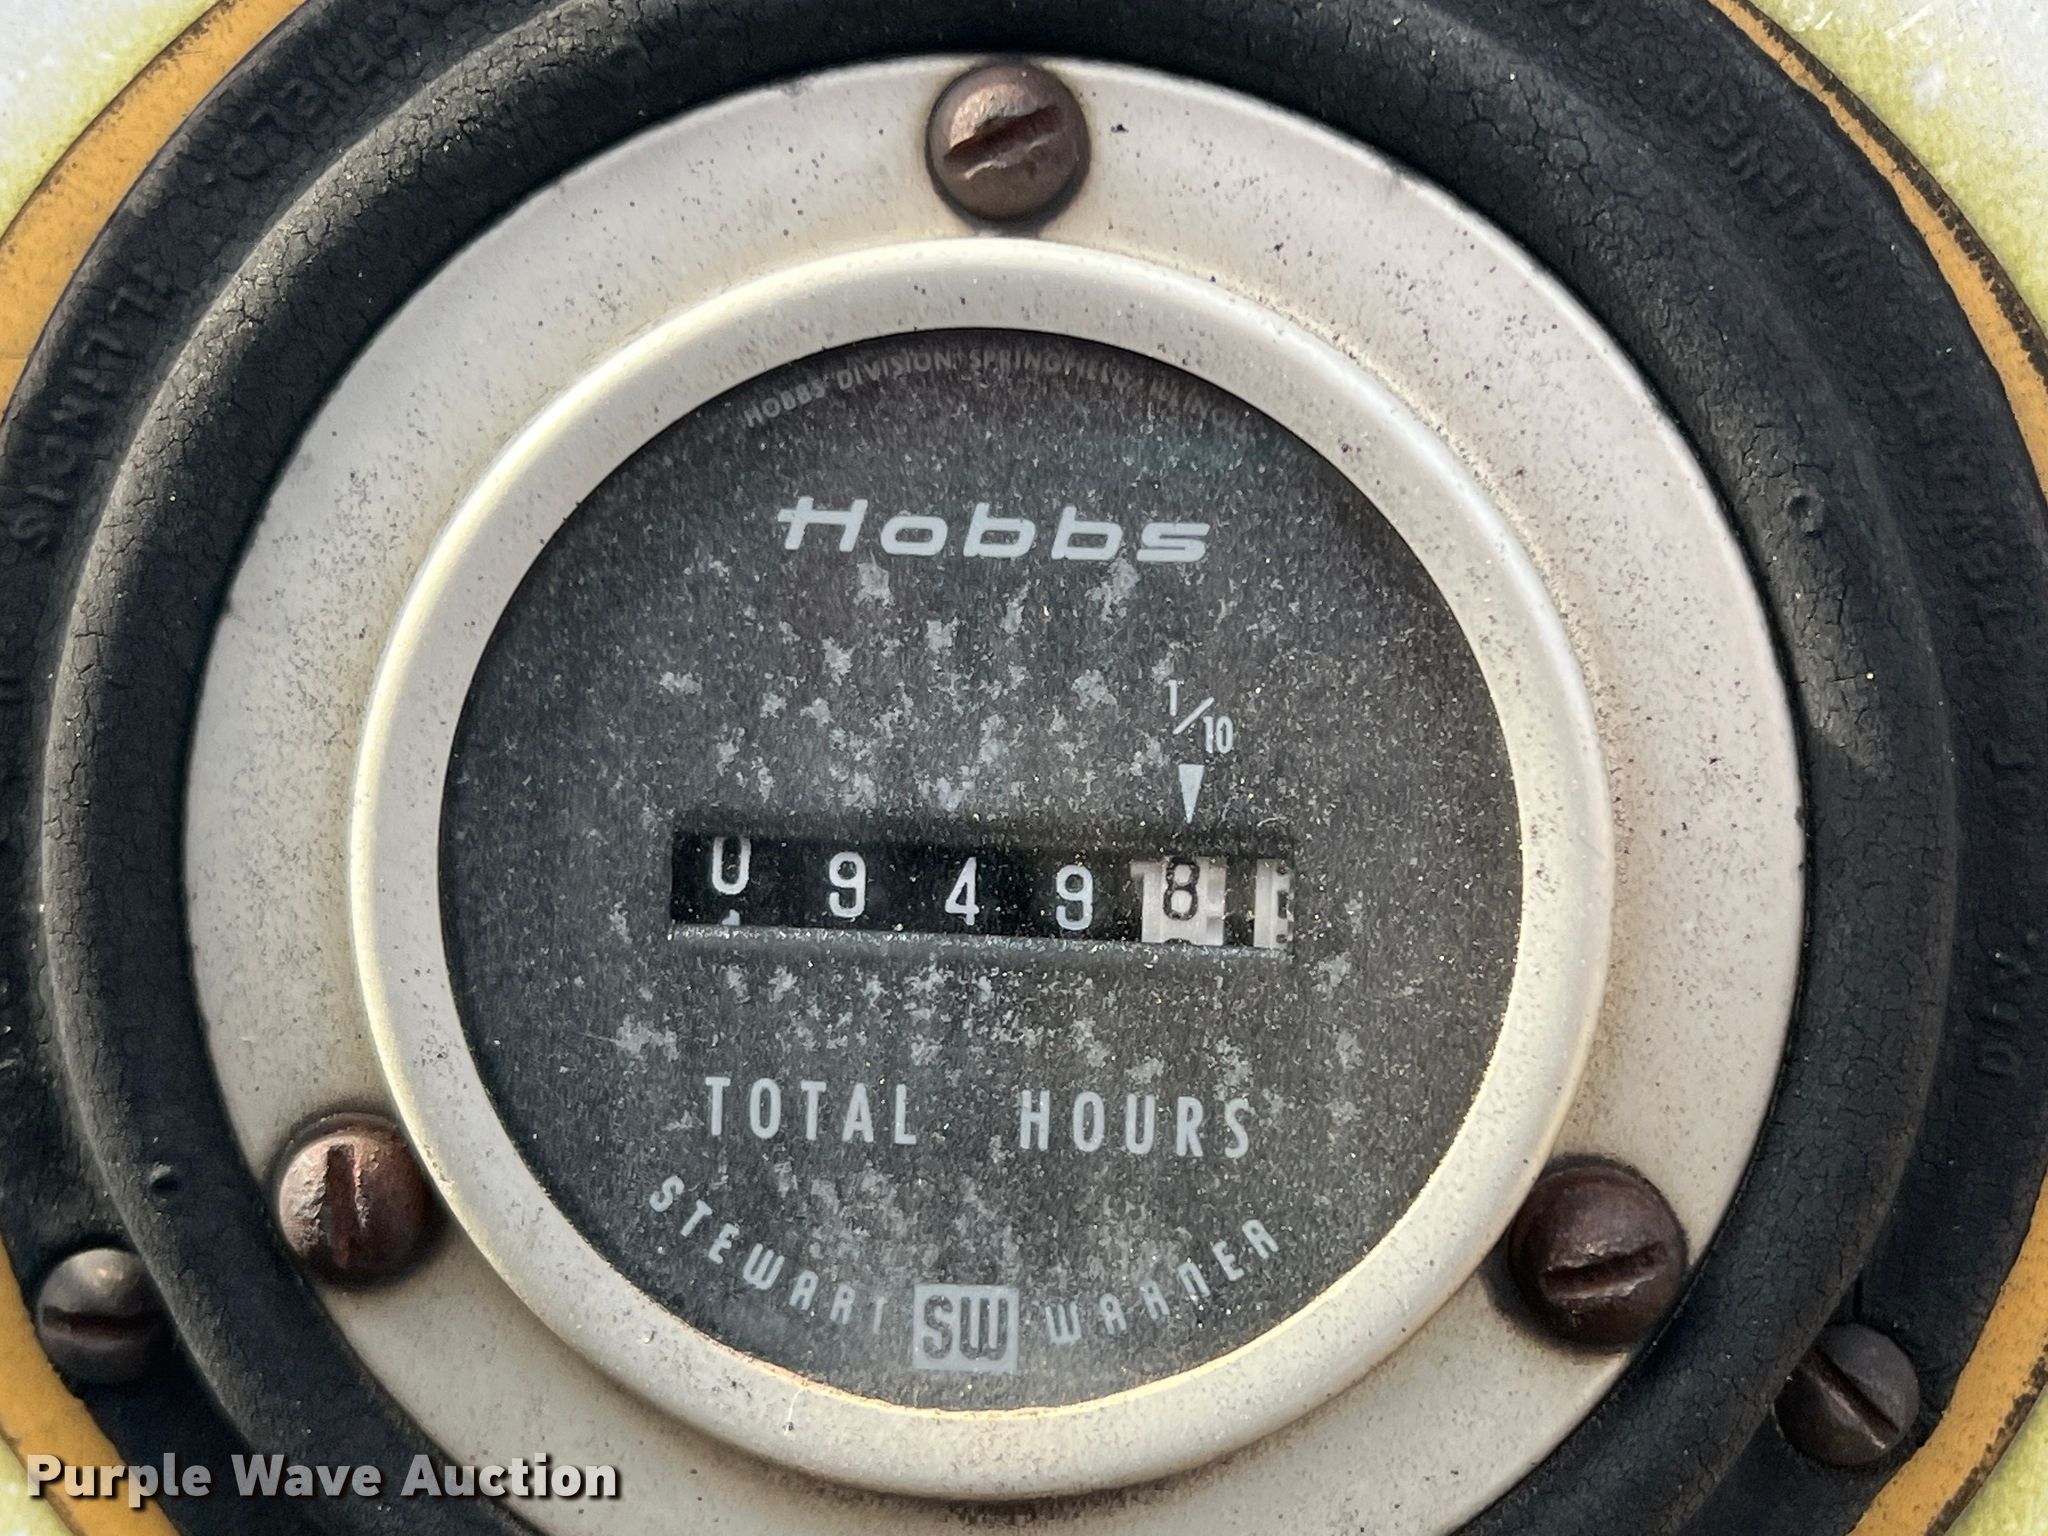 HOBBS DIVISION SPRINGFIELD, ILLINOIS
Hobbs
1/10
0 9 4 9 8
TOTAL HOURS
STEWART SW WARNER
Purple Wave Auction